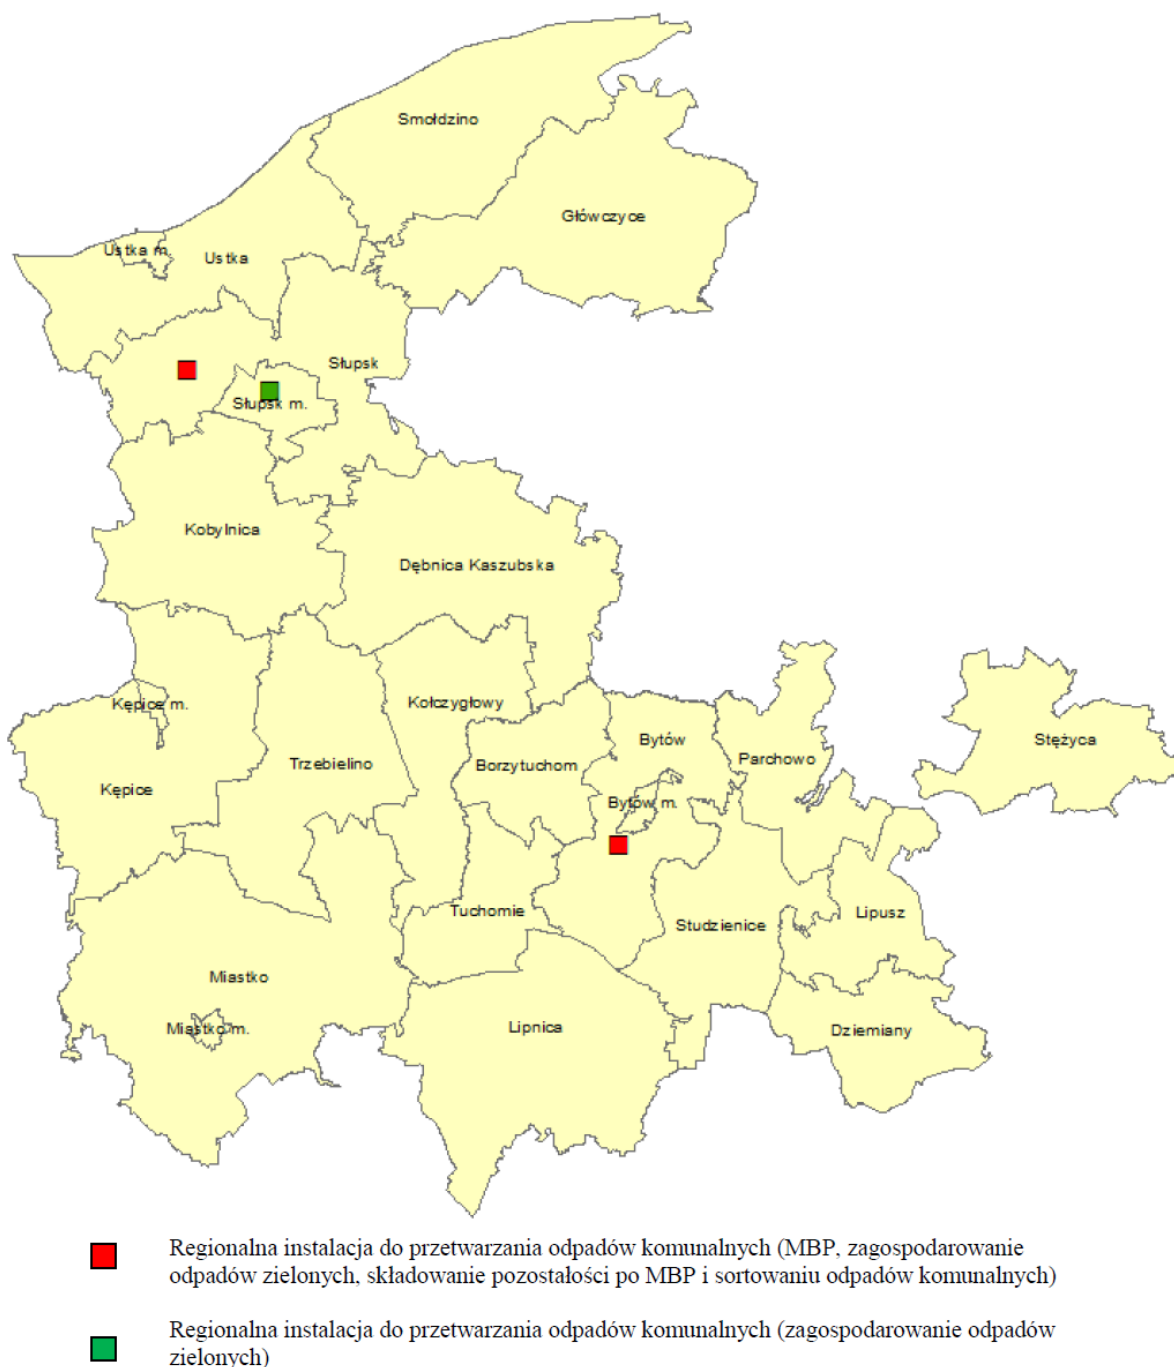 Smołdzino
Główczyce
Ustka m.
Ustka
Słupsk
Słupsk m.
Kobylnica
Dębnica Kaszubska
Kępice m.
Kołczygłowy
Bytów
Stężyca
Trzebielino
Borzytuchom
Parchowo
Kępice
Bytów m.
Tuchomie
Lipusz
Studzienice
Miastko
Miastko m.
Lipnica
Dziemiany
Regionalna instalacja do przetwarzania odpadów komunalnych (MBP, zagospodarowanie
odpadów zielonych, składowanie pozostałości po MBP i sortowaniu odpadów komunalnych)
Regionalna instalacja do przetwarzania odpadów komunalnych (zagospodarowanie odpadów
zielonych)